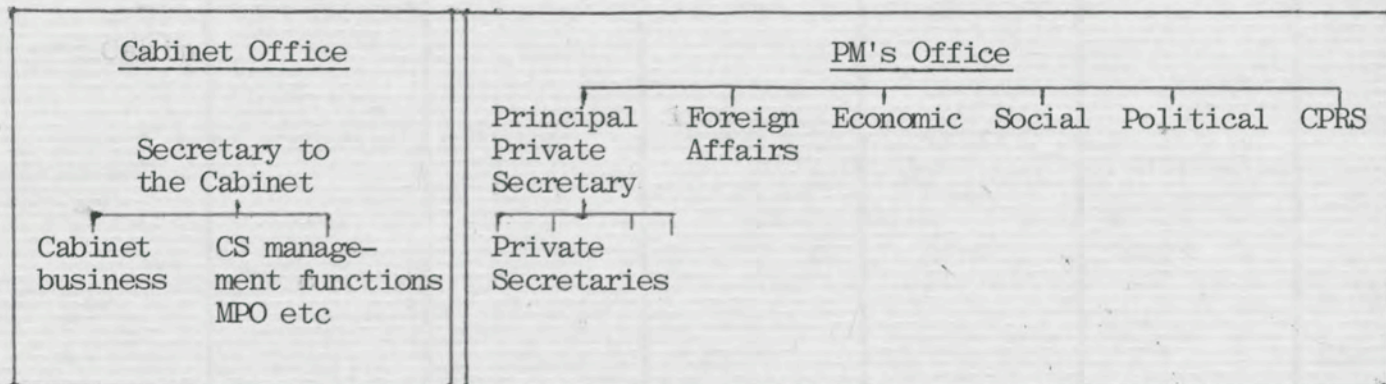 Cabinet Office
Secretary to
the Cabinet
Cabinet
business
CS manage-
ment functions
MPO etc
PM's Office
Principal
Private
Secretary
Foreign
Affairs
Economic
Social
Political
CPRS
Private
Secretaries